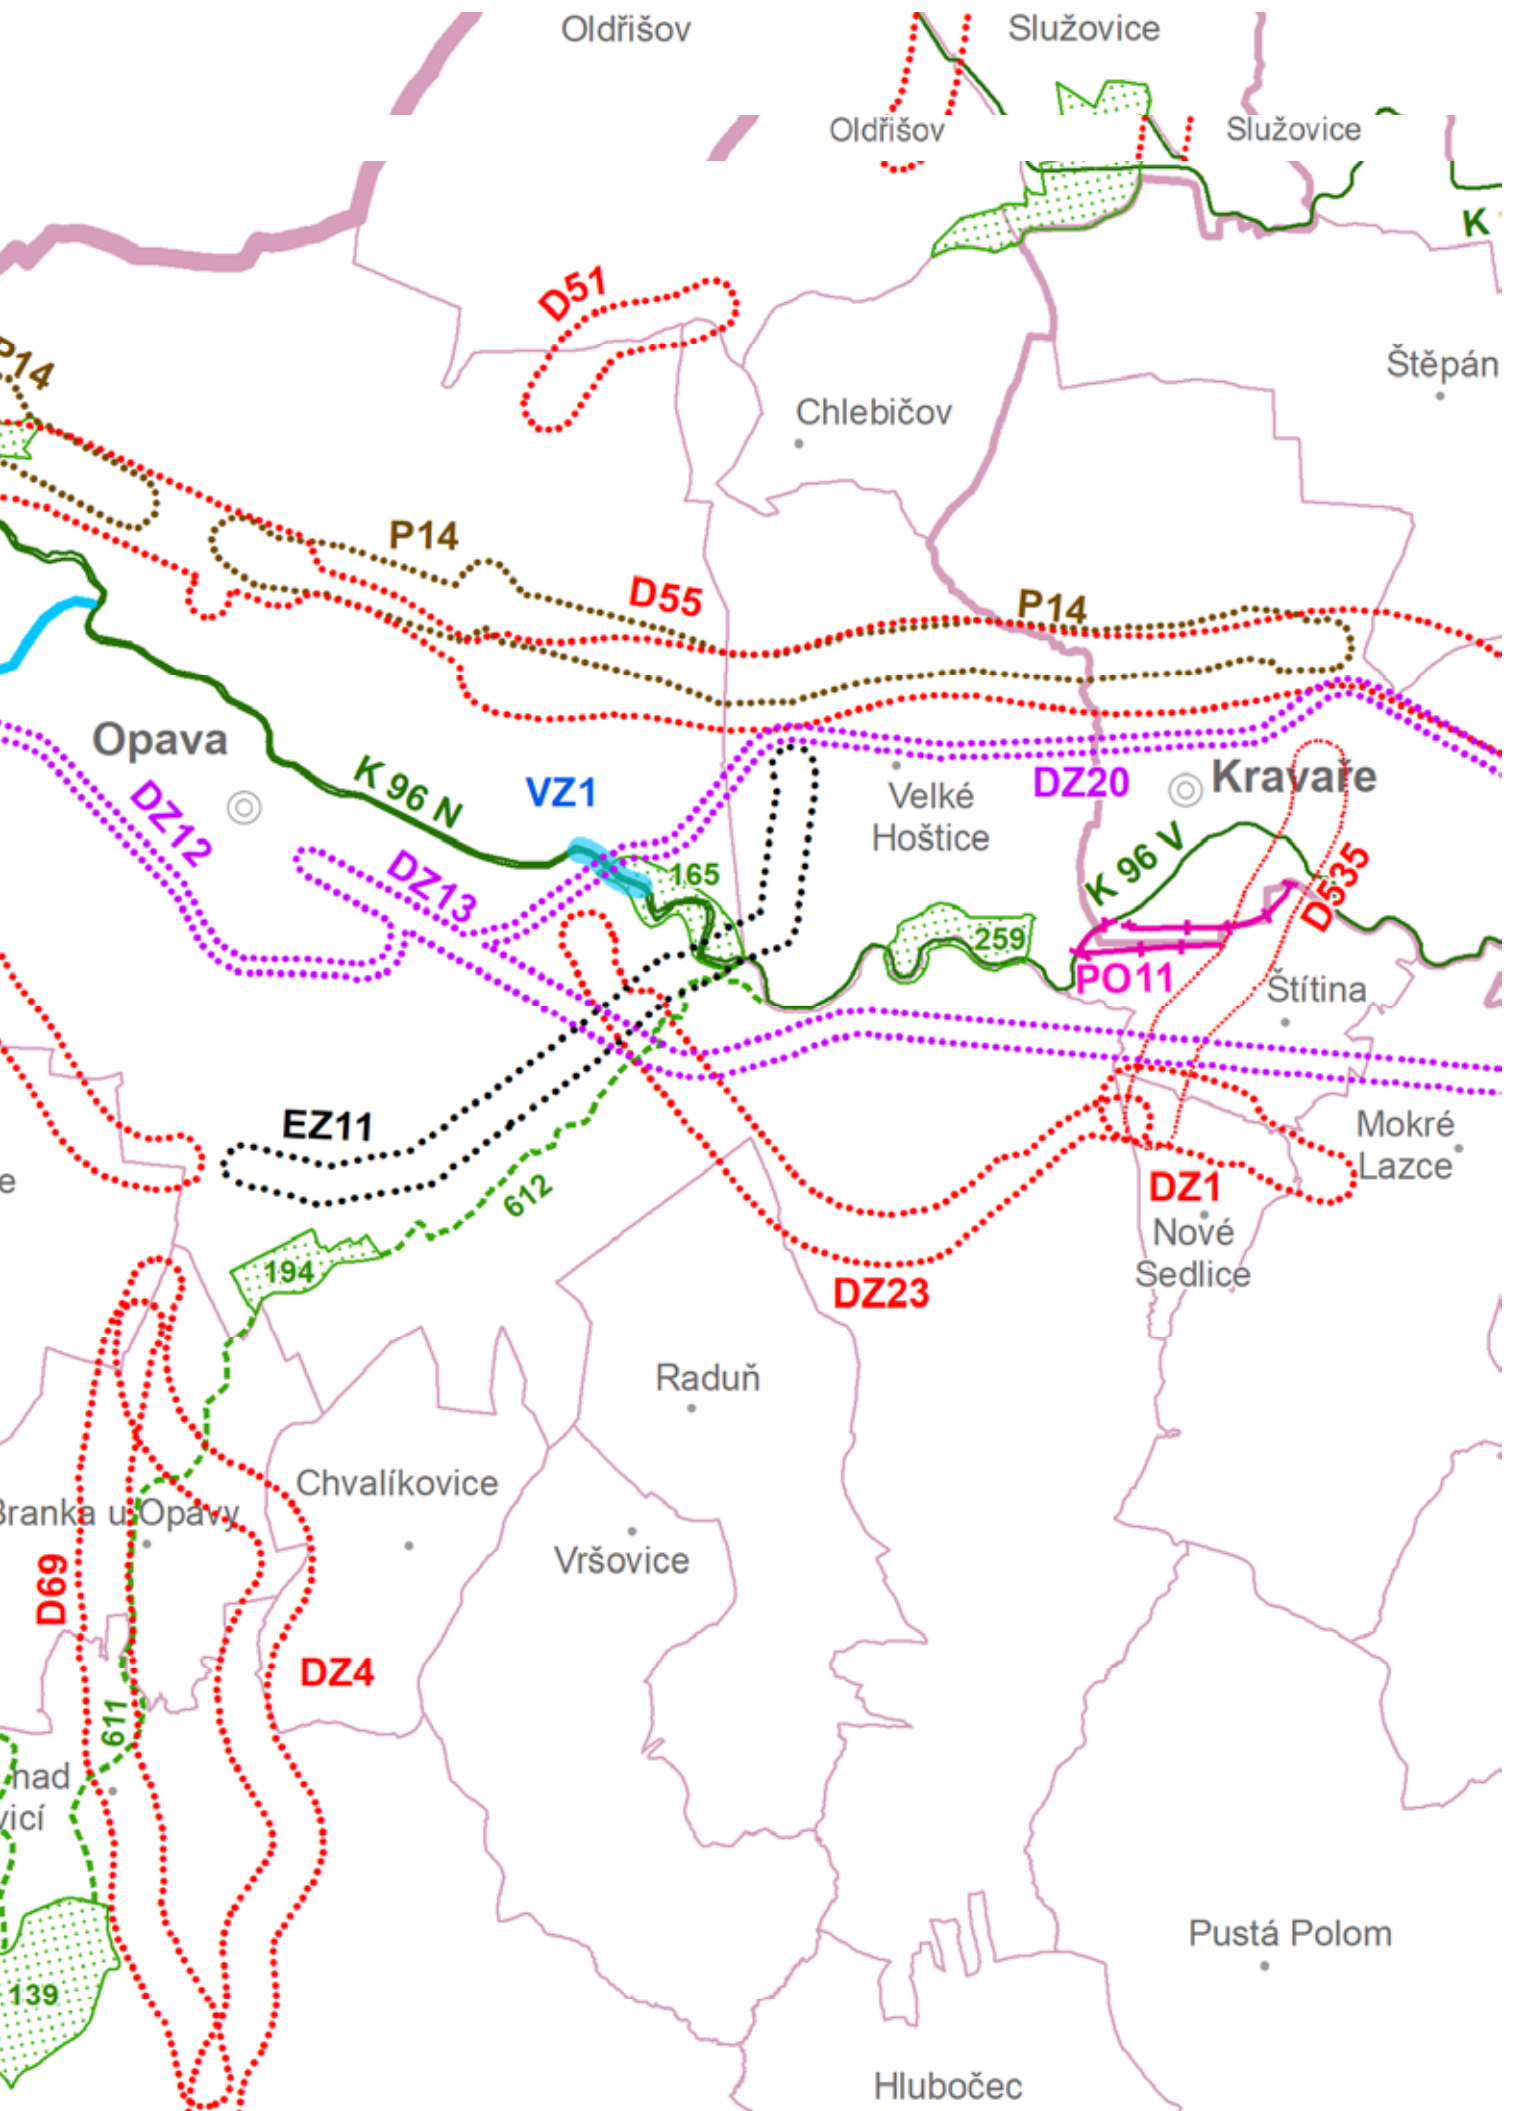 Oldřišov
Služovice
Oldřišov
Služovice
K
D51
P14
Štěpán
Chlebičov
P14
D55
P14
Opava
K 96 N
VZ1
DZ20
Kravaře
DZ12
Velké
Hoštice
DZ13
165
K 96 V
D535
259
PO11
Štítina
EZ11
Mokré
Lazce
e
612
DZ1
Nové
Sedlice
194
DZ23
Raduň
Chvalíkovice
Branka u Opavy
Vršovice
D69
DZ4
611
nad
vicí
Pustá Polom
139
Hlubočec